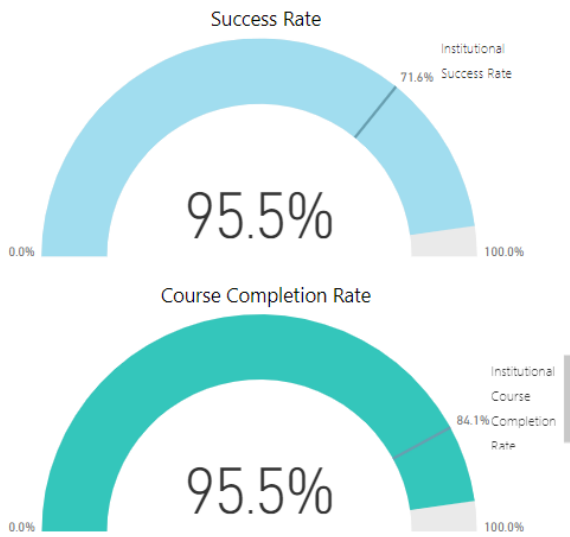 Success Rate
Institutional
71.6% Success Rate
95.5%
0.0% 100.0%
Course Completion Rate
Institutional
Course
84.1% Completion
Rate
95.5%
0.0% 100.0%